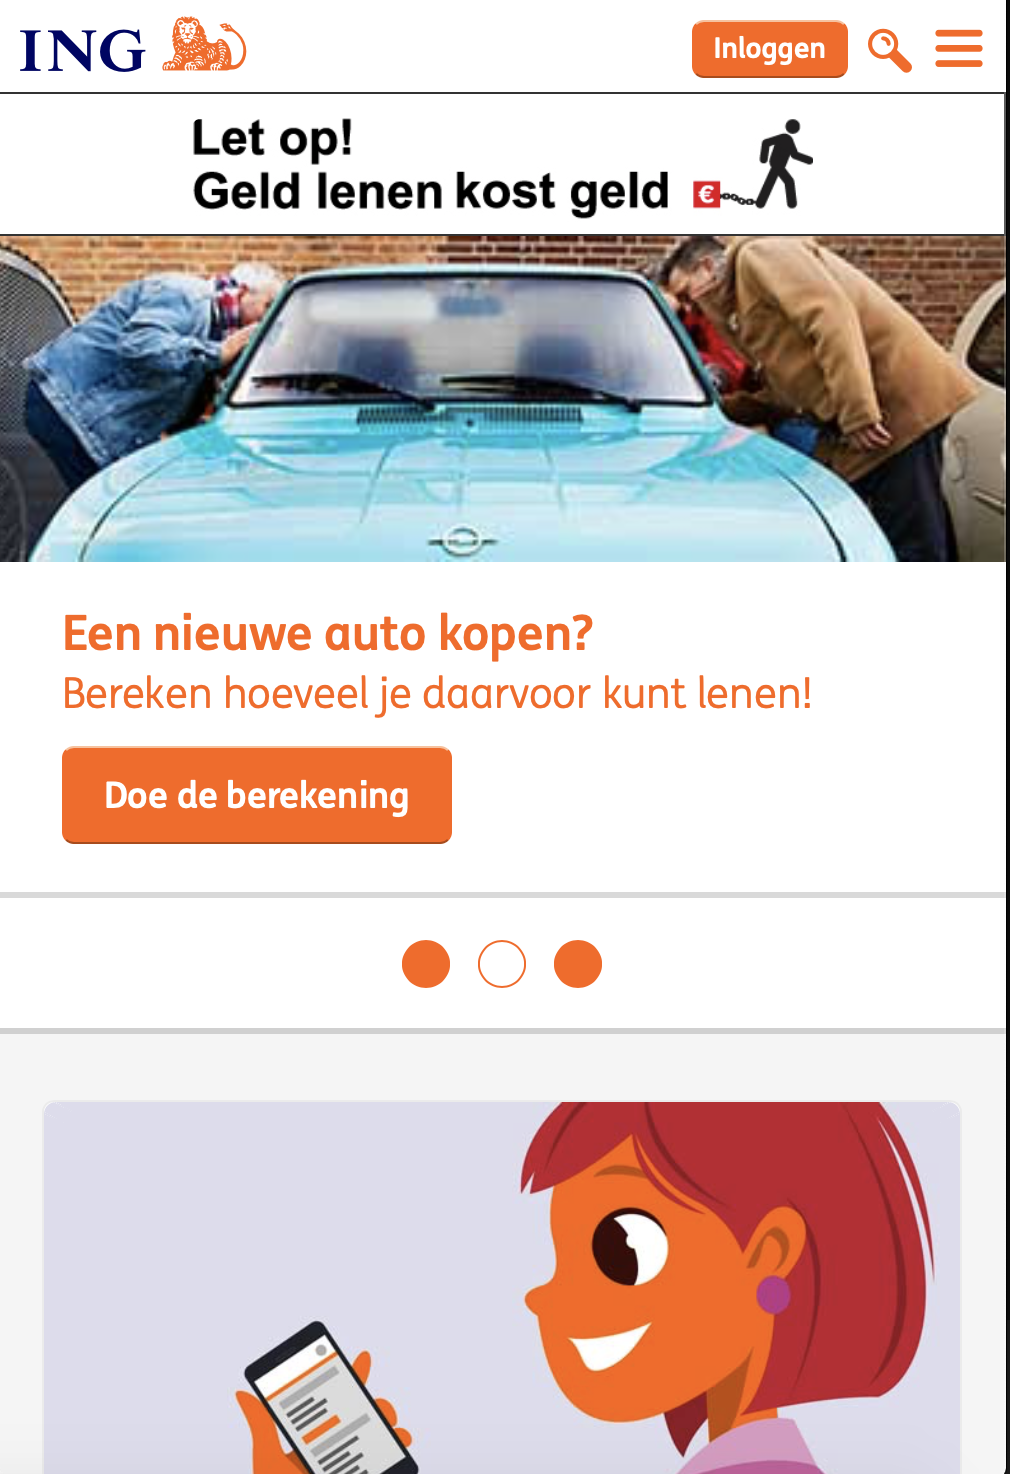 ING
Inloggen
Let op!
Geld lenen kost geld
€
Een nieuwe auto kopen?
Bereken hoeveel je daarvoor kunt lenen!
Doe de berekening